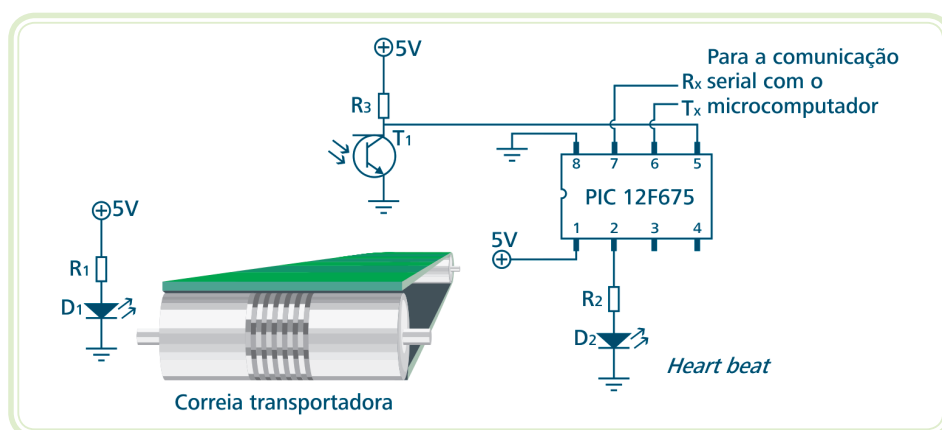 5V
R3
T1
Rx
Tx
Para a comunicação
serial com o
microcomputador
8 7 6 5
PIC 12F675
1 2 3 4
5V
R1
D1
5V
R2
D2
Heart beat
Correia transportadora